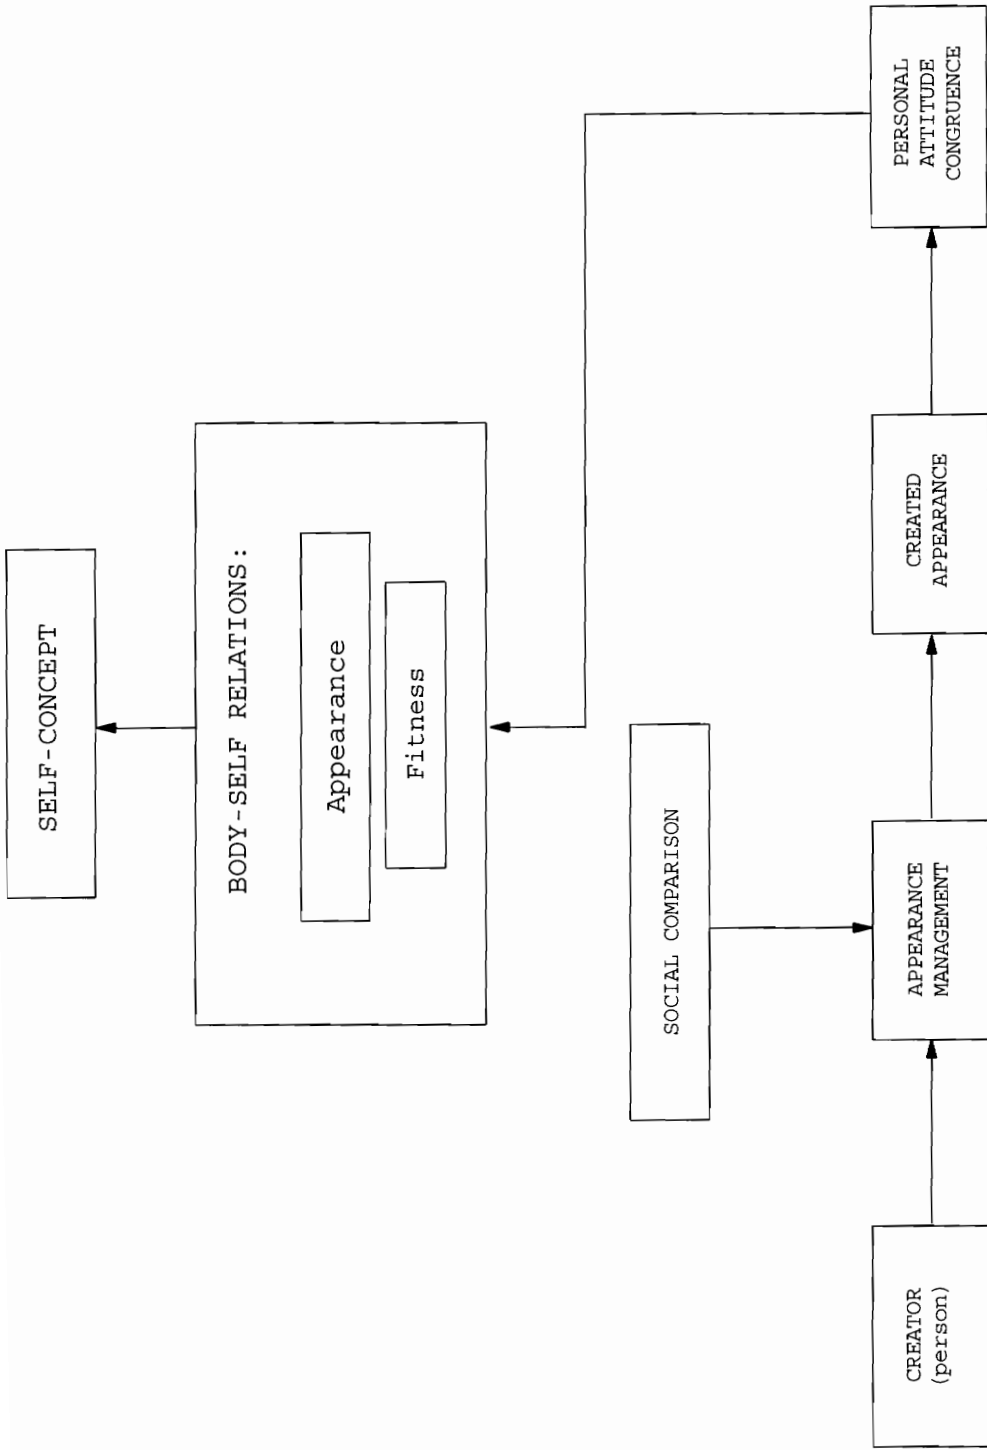 SELF-CONCEPT
BODY-SELF RELATIONS:
Appearance
Fitness
SOCIAL COMPARISON
CREATOR
(person)
APPEARANCE
MANAGEMENT
CREATED
APPEARANCE
PERSONAL
ATTITUDE
CONGRUENCE